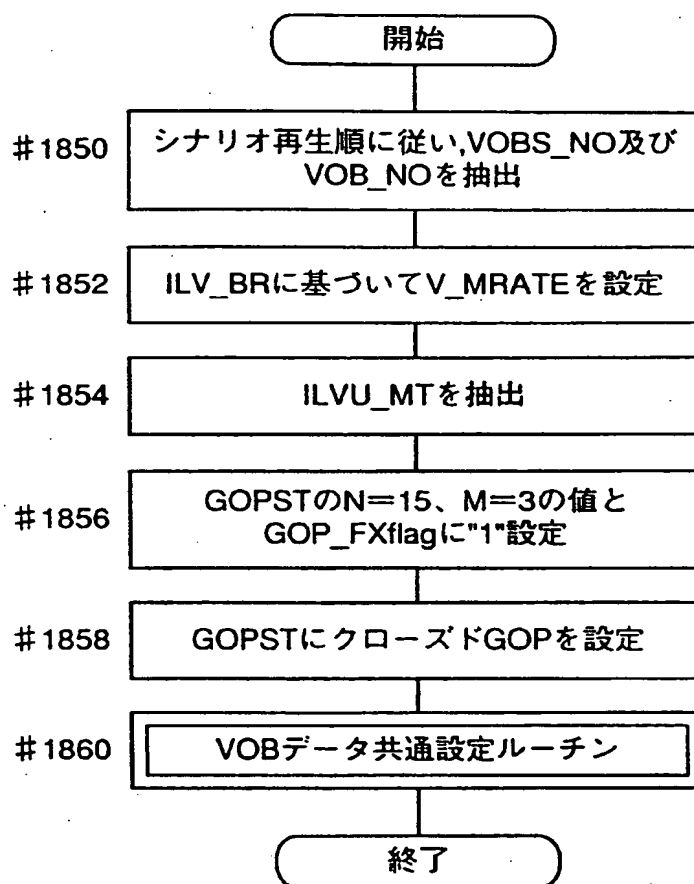 開始
#1850
シナリオ再生順に従い,VOBS_NO及び
VOB_NOを抽出
#1852
ILV_BRに基づいてV_MRATEを設定
#1854
ILVU_MTを抽出
#1856
GOPSTのN=15、M=3の値と
GOP_FXflagに"1"設定
#1858
GOPSTにクローズドGOPを設定
#1860
VOBデータ共通設定ルーチン
終了